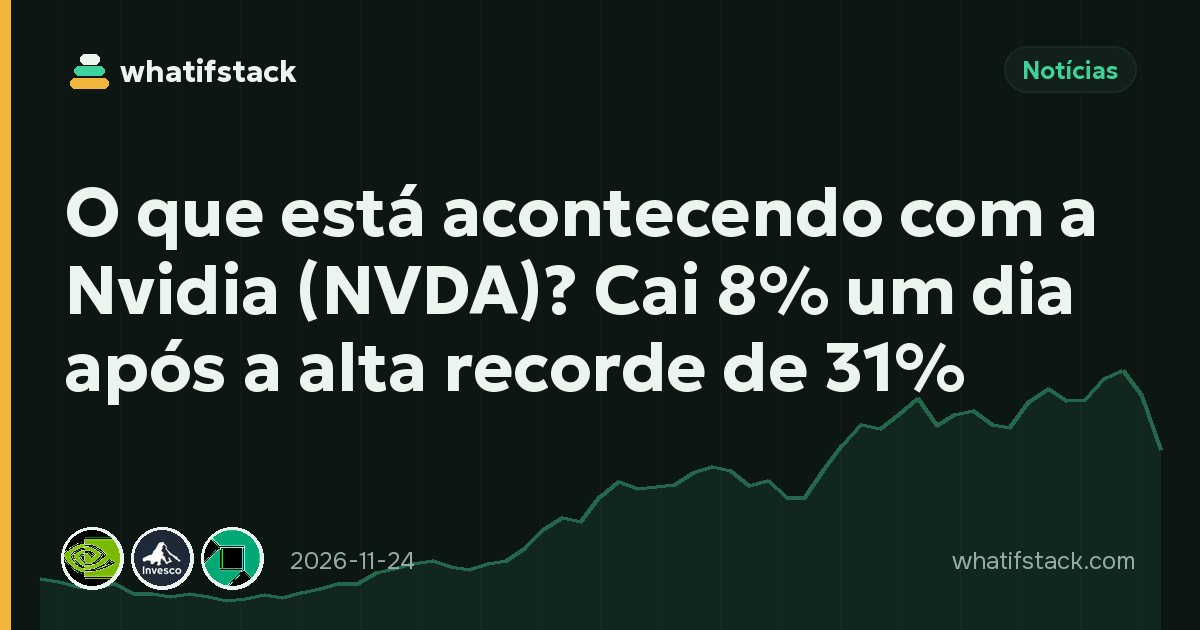 whatifstack
Notícias
O que está acontecendo com a
Nvidia (NVDA)? Cai 8% um dia
após a alta recorde de 31%
Invesco
2026-11-24
whatifstack.com